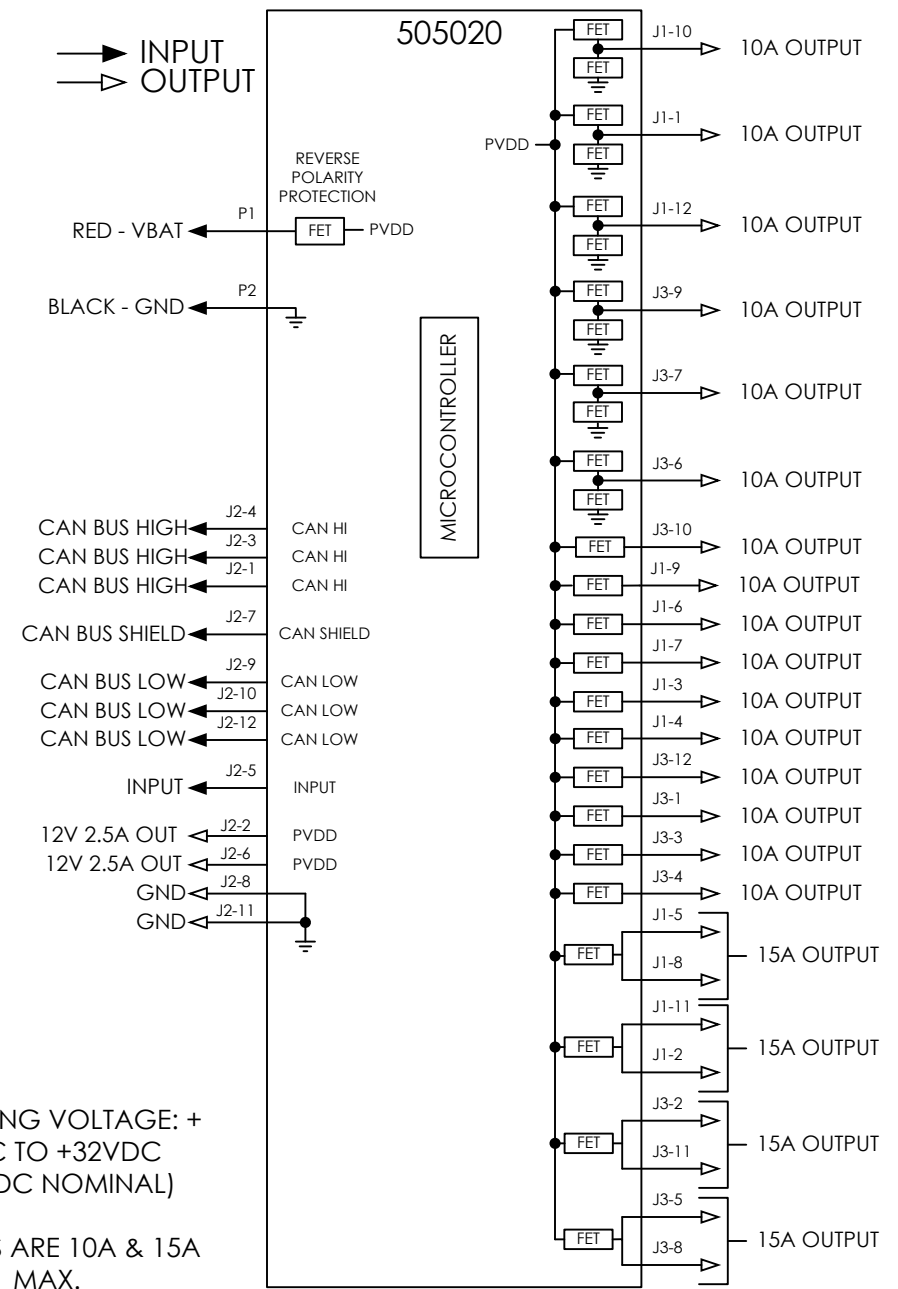 505020
INPUT
OUTPUT
REVERSE
POLARITY
PROTECTION
RED - VBAT
P1
FET
PVDD
BLACK - GND
P2
PVDD
MICROCONTROLLER
CAN BUS HIGH
J2-4
CAN HI
CAN BUS HIGH
J2-3
CAN HI
CAN BUS HIGH
J2-1
CAN HI
CAN BUS SHIELD
J2-7
CAN SHIELD
CAN BUS LOW
J2-9
CAN LOW
CAN BUS LOW
J2-10
CAN LOW
CAN BUS LOW
J2-12
CAN LOW
INPUT
J2-5
INPUT
12V 2.5A OUT
J2-2
PVDD
12V 2.5A OUT
J2-6
PVDD
GND
J2-8
GND
J2-11
FET
FET
J1-10
10A OUTPUT
FET
FET
J1-1
10A OUTPUT
FET
FET
J1-12
10A OUTPUT
FET
FET
J3-9
10A OUTPUT
FET
FET
J3-7
10A OUTPUT
FET
FET
J3-6
10A OUTPUT
FET
J3-10
10A OUTPUT
FET
J1-9
10A OUTPUT
FET
J1-6
10A OUTPUT
FET
J1-7
10A OUTPUT
FET
J1-3
10A OUTPUT
FET
J1-4
10A OUTPUT
FET
J3-12
10A OUTPUT
FET
J3-1
10A OUTPUT
FET
J3-3
10A OUTPUT
FET
J3-4
10A OUTPUT
FET
J1-5
J1-8
15A OUTPUT
FET
J1-11
J1-2
15A OUTPUT
FET
J3-2
J3-11
15A OUTPUT
FET
J3-5
J3-8
15A OUTPUT
NG VOLTAGE: +
C TO +32VDC
DC NOMINAL)
S ARE 10A & 15A
MAX.